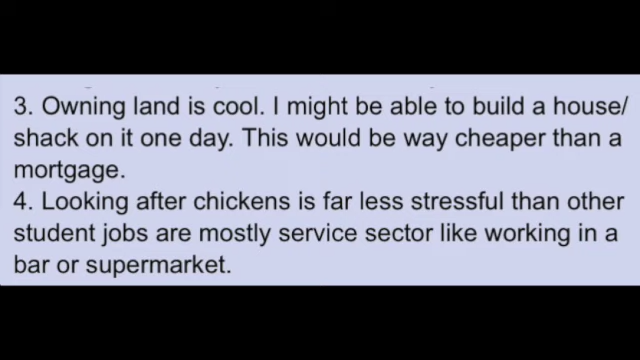 3. Owning land is cool. I might be able to build a house/
shack on it one day. This would be way cheaper than a
mortgage.
4. Looking after chickens is far less stressful than other
student jobs are mostly service sector like working in a
bar or supermarket.